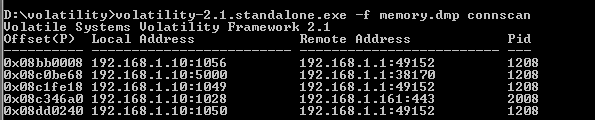 D:\volatility>volatility-2.1.standalone.exe -f memory.dmp connscan
Volatile Systems Volatility Framework 2.1
Offset(P) Local Address Remote Address Pid
---------- ------------------------- ------------------------- ------
0x08bb0008 192.168.1.10:1056 192.168.1.1:49152 1208
0x08c0be68 192.168.1.10:5000 192.168.1.1:38170 1208
0x08c1fe18 192.168.1.10:1049 192.168.1.1:49152 1208
0x08c346a0 192.168.1.10:1028 192.168.1.161:443 2008
0x08dd0240 192.168.1.10:1050 192.168.1.1:49152 1208